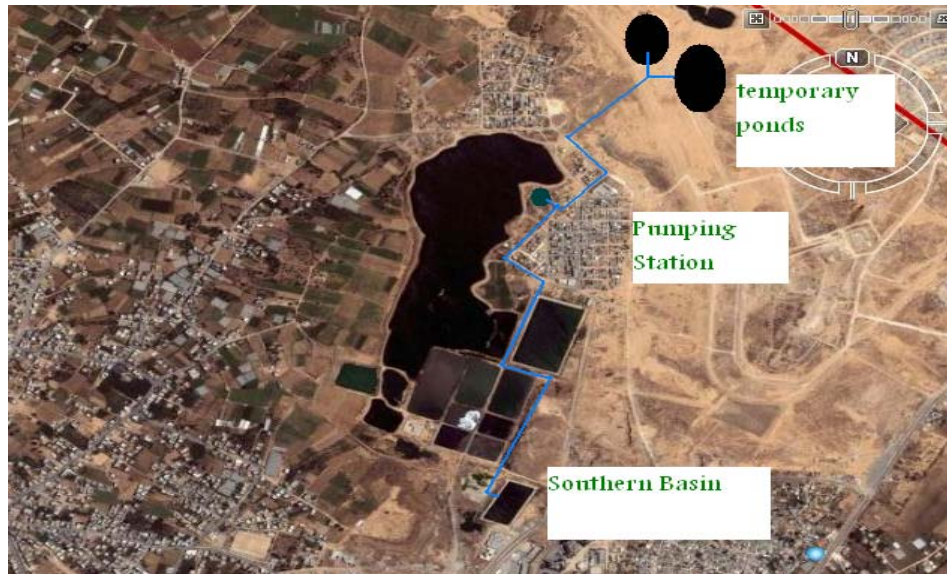 N
temporary
ponds
Pumping
Station
Southern Basin